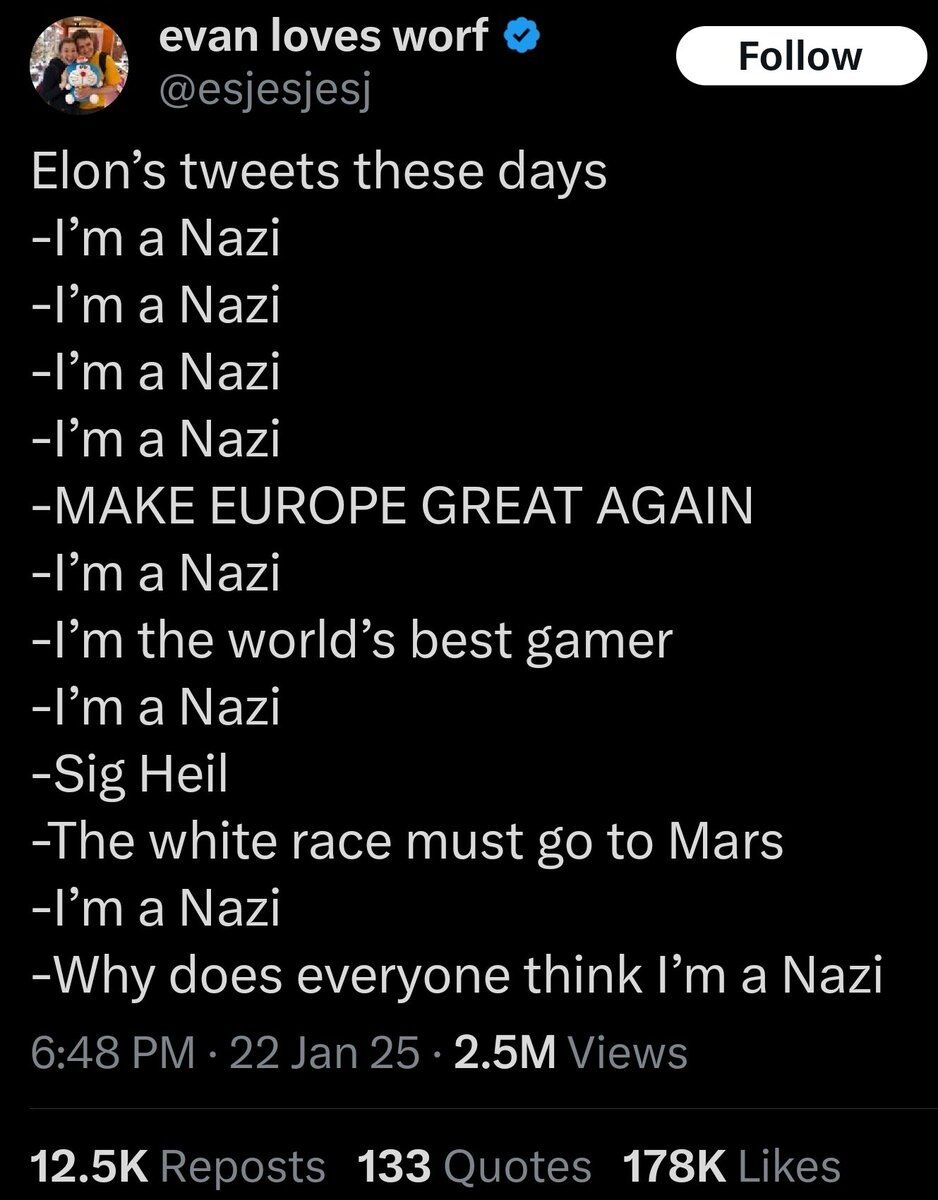 evan loves worf
@esjesjesj
Follow
Elon’s tweets these days
-I’m a Nazi
-I’m a Nazi
-I’m a Nazi
-I’m a Nazi
-MAKE EUROPE GREAT AGAIN
-I’m a Nazi
-I’m the world’s best gamer
-I’m a Nazi
-Sig Heil
-The white race must go to Mars
-I’m a Nazi
-Why does everyone think I’m a Nazi
6:48 PM · 22 Jan 25 · 2.5M Views
12.5K Reposts 133 Quotes 178K Likes